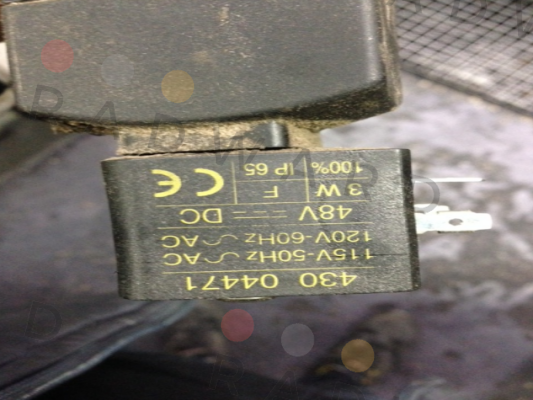 430 04471
115V-50Hz ∿ AC
120V-60Hz ∿ AC
48V ⎓ DC
3 W F CE
100% IP 65